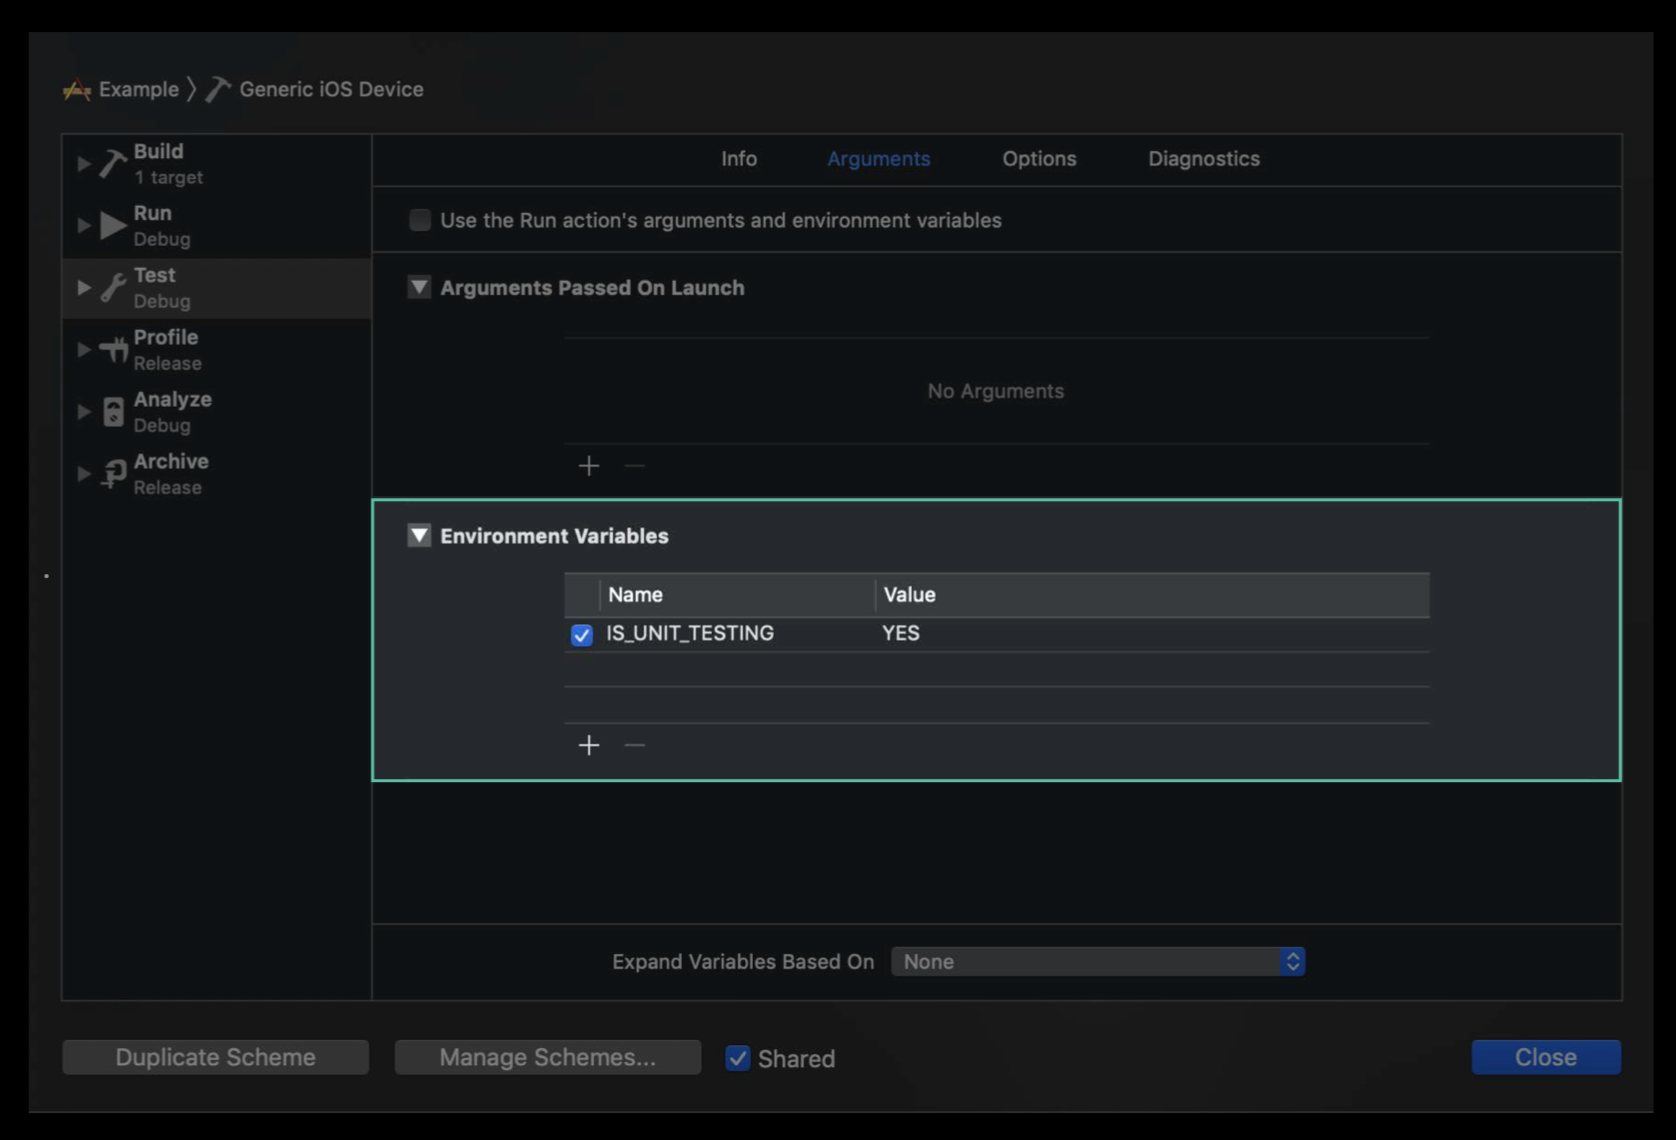 Example 〉 Generic iOS Device
Build
1 target
Run
Debug
Test
Debug
Profile
Release
Analyze
Debug
Archive
Release
Info Arguments Options Diagnostics
Use the Run action's arguments and environment variables
Arguments Passed On Launch
No Arguments
Environment Variables
Name Value
IS_UNIT_TESTING YES
Expand Variables Based On None
Duplicate Scheme Manage Schemes... Shared Close